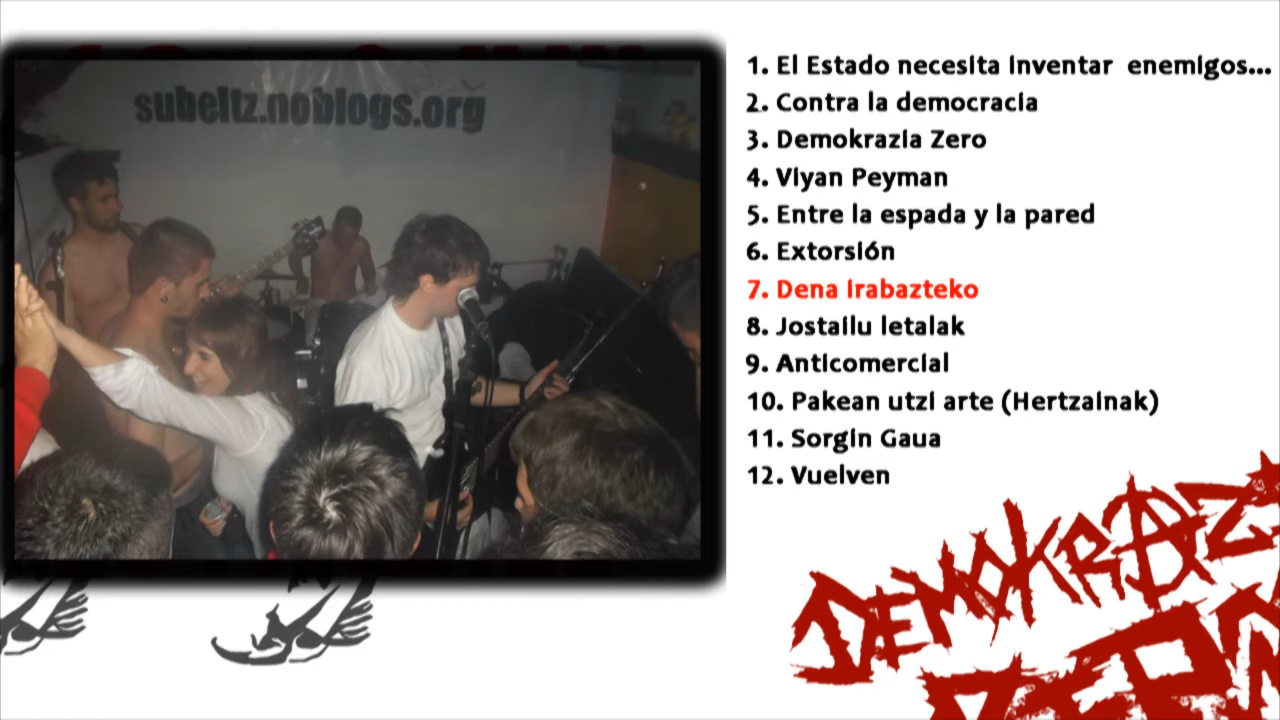 subeltz.noblogs.org
1. El Estado necesita inventar enemigos...
2. Contra la democracia
3. Demokrazia Zero
4. Viyan Peyman
5. Entre la espada y la pared
6. Extorsión
7. Dena irabazteko
8. Jostailu letalak
9. Anticomercial
10. Pakean utzi arte (Hertzainak)
11. Sorgin Gaua
12. Vuelven
DEMOKRAZ